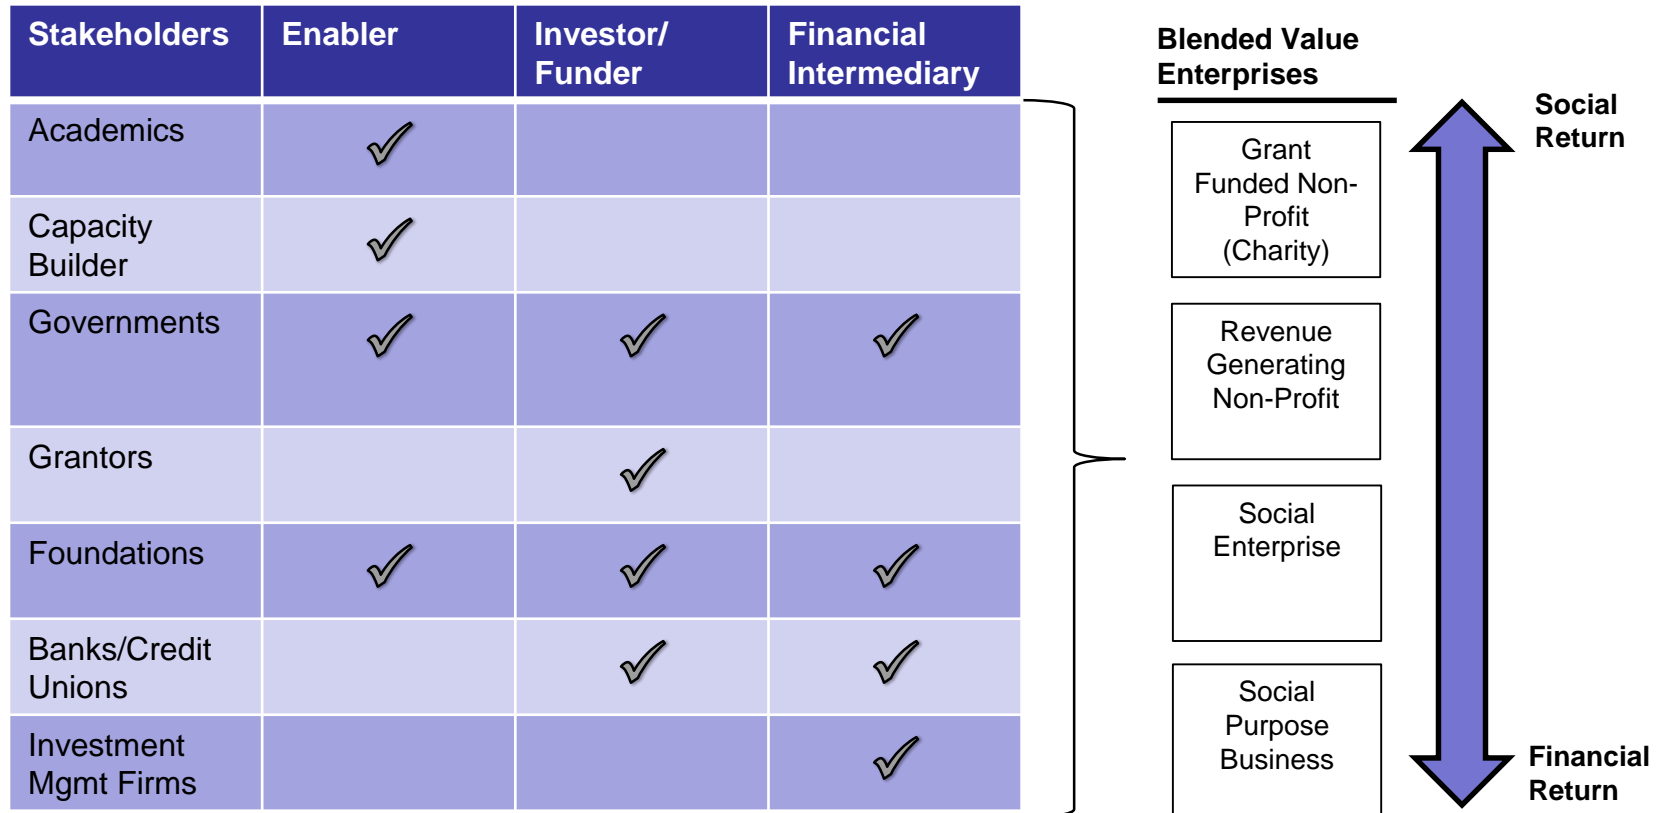 Stakeholders
Enabler
Investor/
Funder
Financial
Intermediary
Academics
Capacity
Builder
Governments
Grantors
Foundations
Banks/Credit
Unions
Investment
Mgmt Firms
Blended Value
Enterprises
Grant
Funded Non-
Profit
(Charity)
Revenue
Generating
Non-Profit
Social
Enterprise
Social
Purpose
Business
Social
Return
Financial
Return